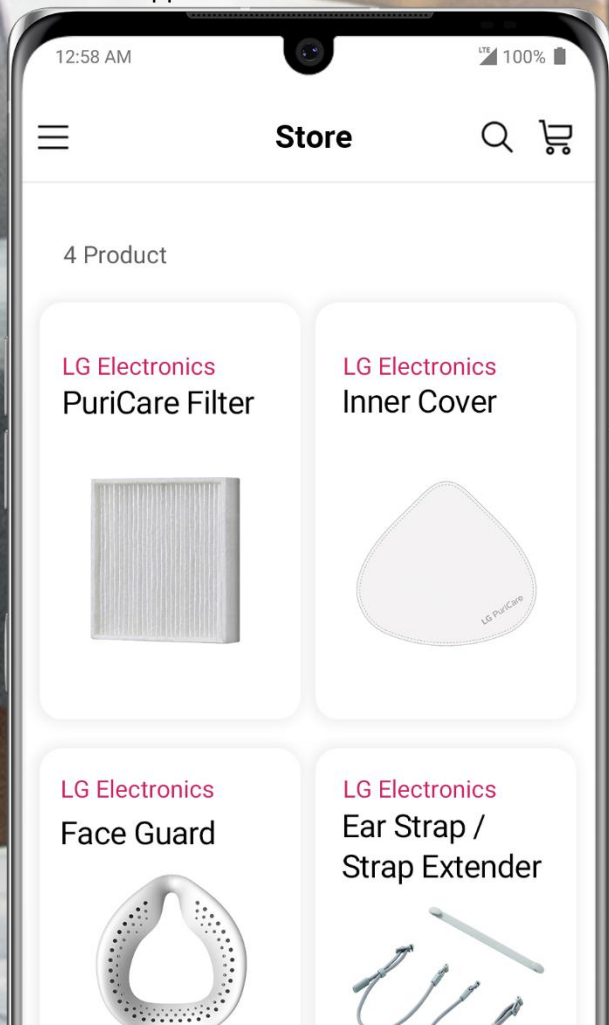 12:58 AM
LTE 100%
Store
4 Product
LG Electronics
PuriCare Filter
LG Electronics
Inner Cover
LG PuriCare
LG Electronics
Face Guard
LG Electronics
Ear Strap /
Strap Extender